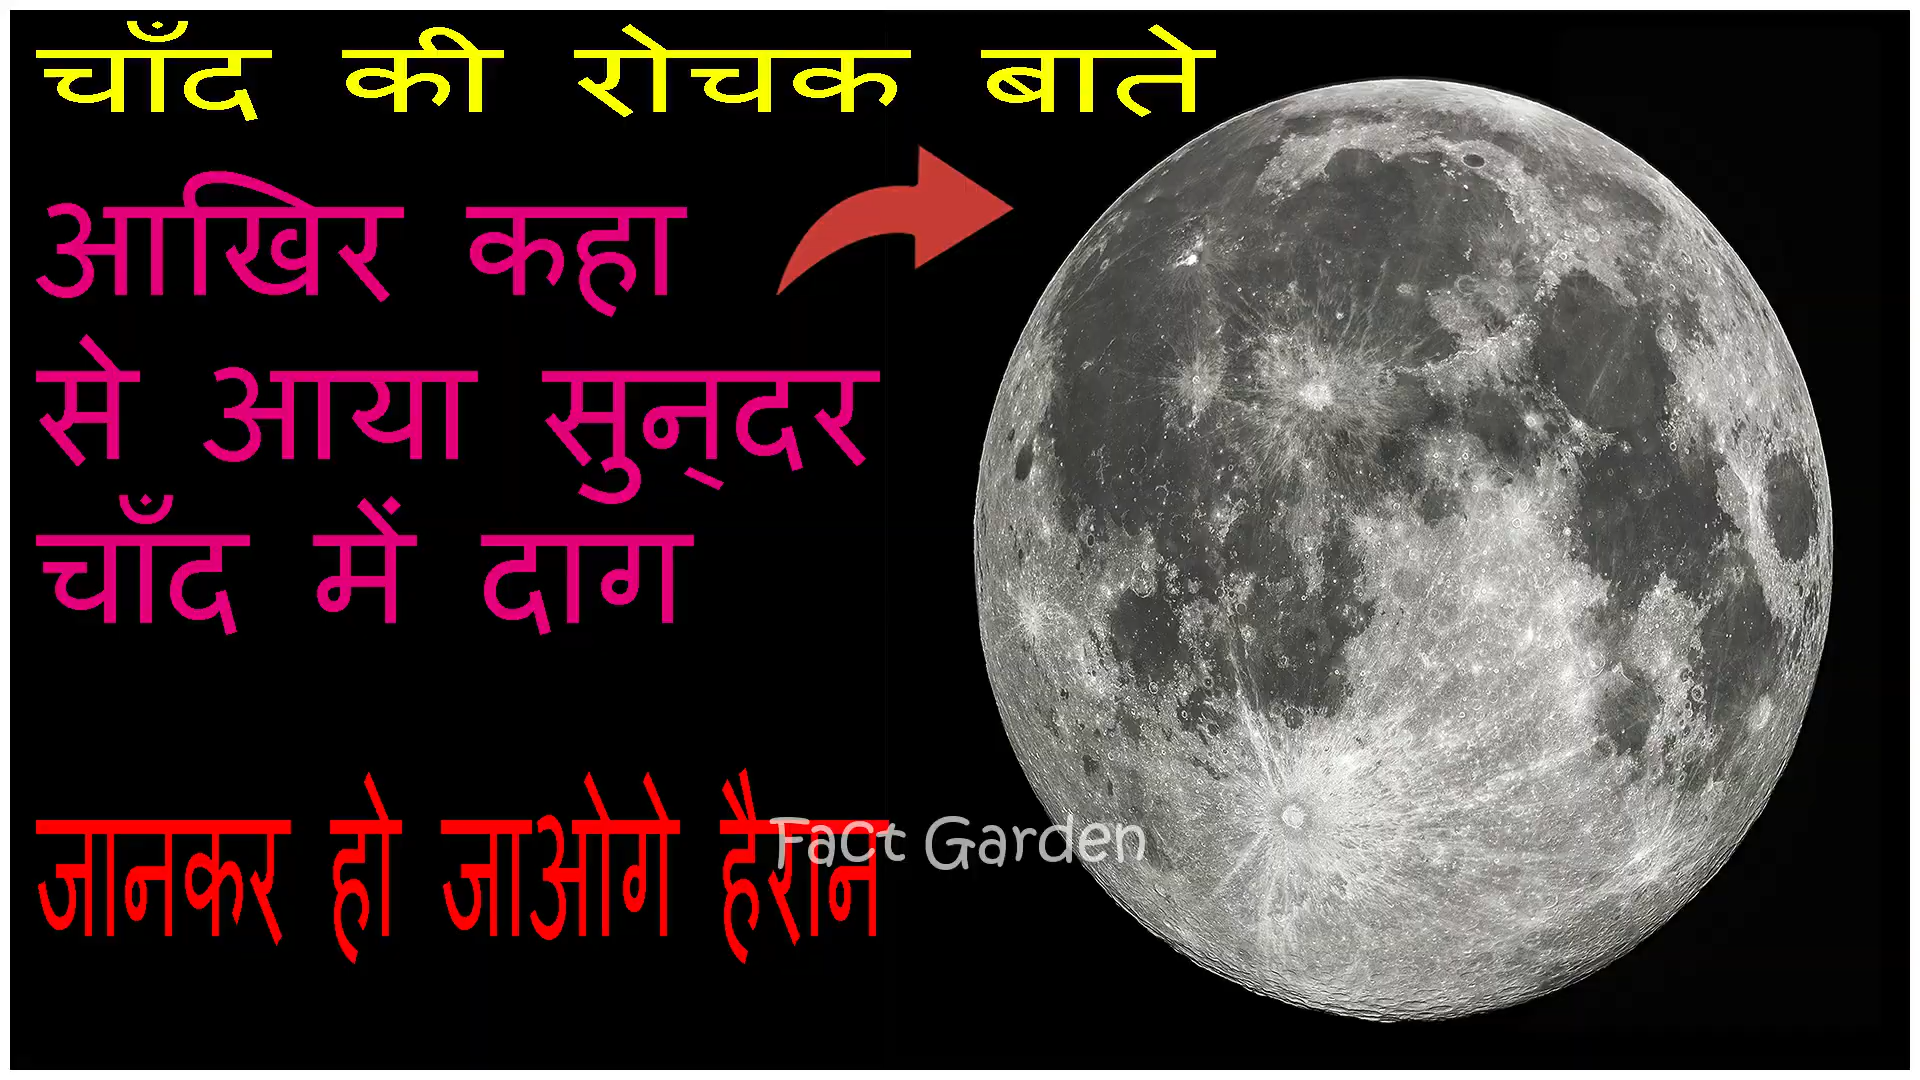 चाँद की रोचक बाते
आखिर कहा
से आया सुन्दर
चाँद में दाग
जानकर हो जाओगे हैरान
Fact Garden